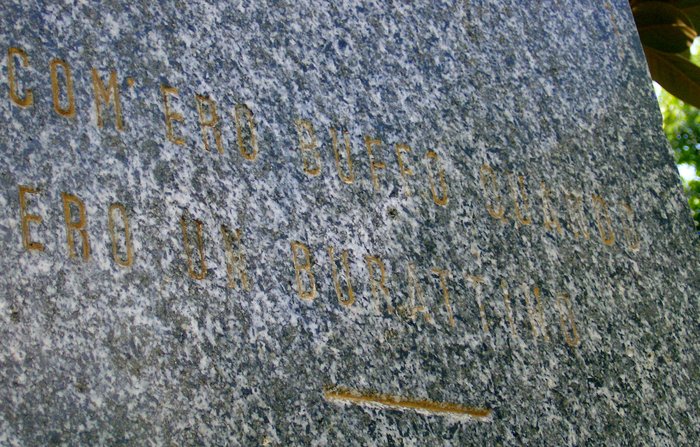 COM'ERO BUFFO QUANDO
ERO UN BURATTINO